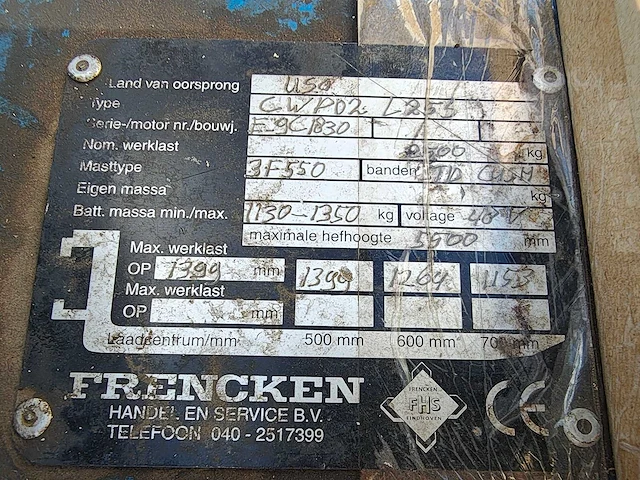 Land van oorsprong USA
Type
Serie-/motor nr./bouwj. E9C1830 /
Nom. werklast kg
Masttype 3F550 banden
Eigen massa kg
Batt. massa min./max. 1130-1350 kg voltage 48 V
maximale hefhoogte 5500 mm
Max. werklast
OP 1399 mm 1399 1264 1153
Max. werklast
OP mm
Laadcentrum/mm 500 mm 600 mm 700 mm
FRENCKEN
HANDEL EN SERVICE B.V.
TELEFOON 040 - 2517399
FRENCKEN
FHS
EINDHOVEN
CE